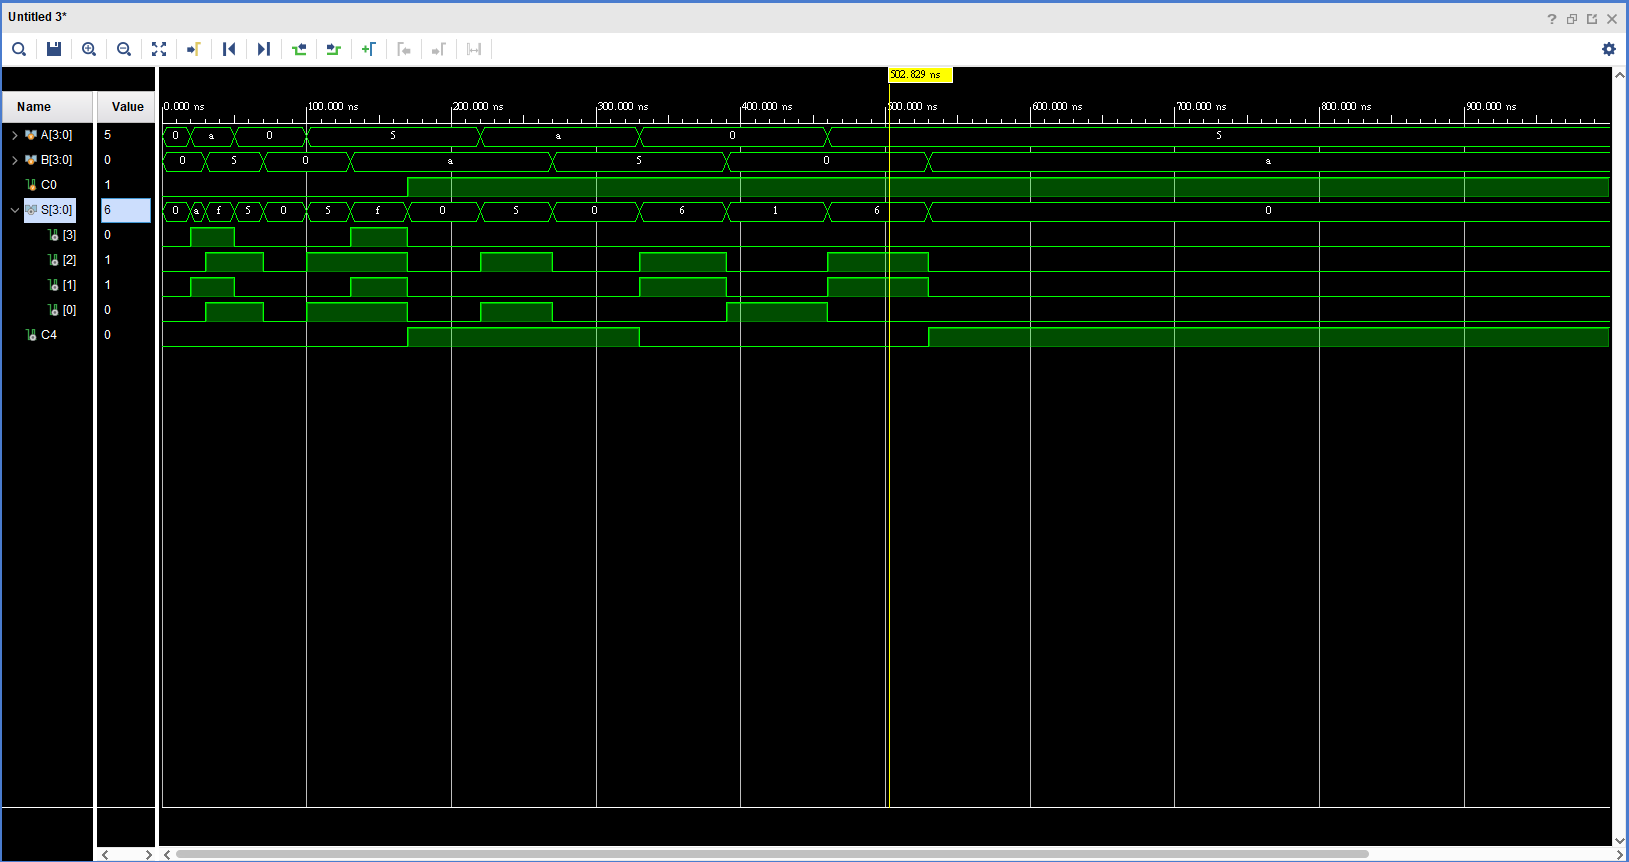 Untitled 3*
502.829 ns
Name Value
0.000 ns 100.000 ns 200.000 ns 300.000 ns 400.000 ns 500.000 ns 600.000 ns 700.000 ns 800.000 ns 900.000 ns
A[3:0] 5 0 a 0 5 a 0 5
B[3:0] 0 0 5 0 a 5 0 a
C0 1
S[3:0] 6 0 a f 5 0 5 f 0 5 0 6 1 6 0
[3] 0
[2] 1
[1] 1
[0] 0
C4 0